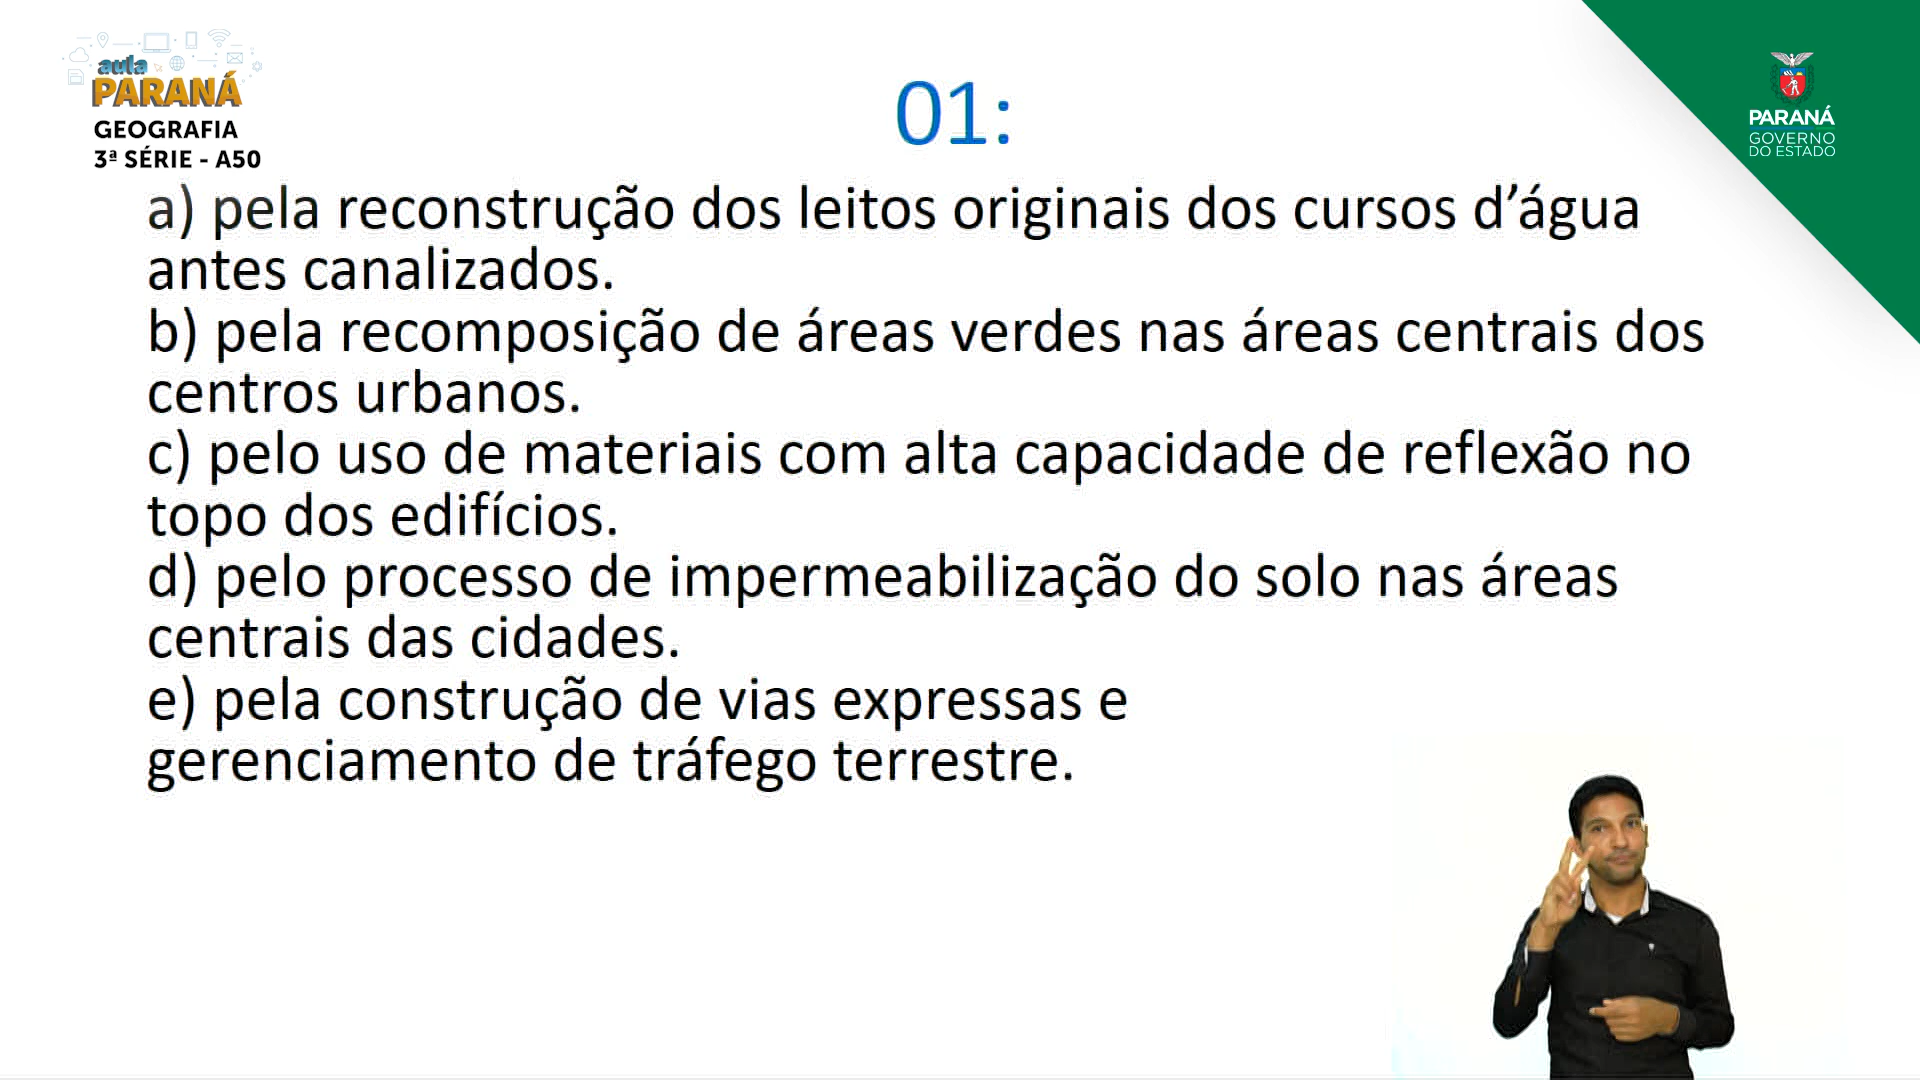 aula
PARANÁ
GEOGRAFIA
3ª SÉRIE - A50
01:
PARANÁ
GOVERNO
DO ESTADO
a) pela reconstrução dos leitos originais dos cursos d’água
antes canalizados.
b) pela recomposição de áreas verdes nas áreas centrais dos
centros urbanos.
c) pelo uso de materiais com alta capacidade de reflexão no
topo dos edifícios.
d) pelo processo de impermeabilização do solo nas áreas
centrais das cidades.
e) pela construção de vias expressas e
gerenciamento de tráfego terrestre.